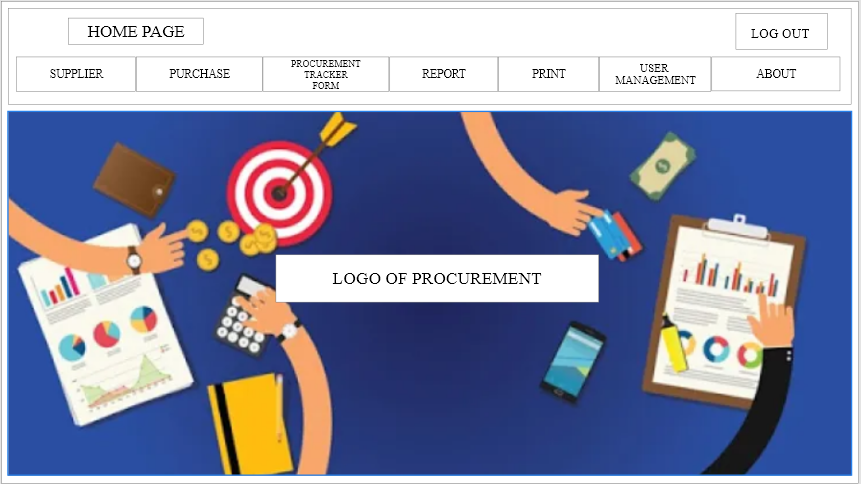 HOME PAGE
LOG OUT
SUPPLIER
PURCHASE
PROCUREMENT
TRACKER
FORM
REPORT
PRINT
USER
MANAGEMENT
ABOUT
LOGO OF PROCUREMENT